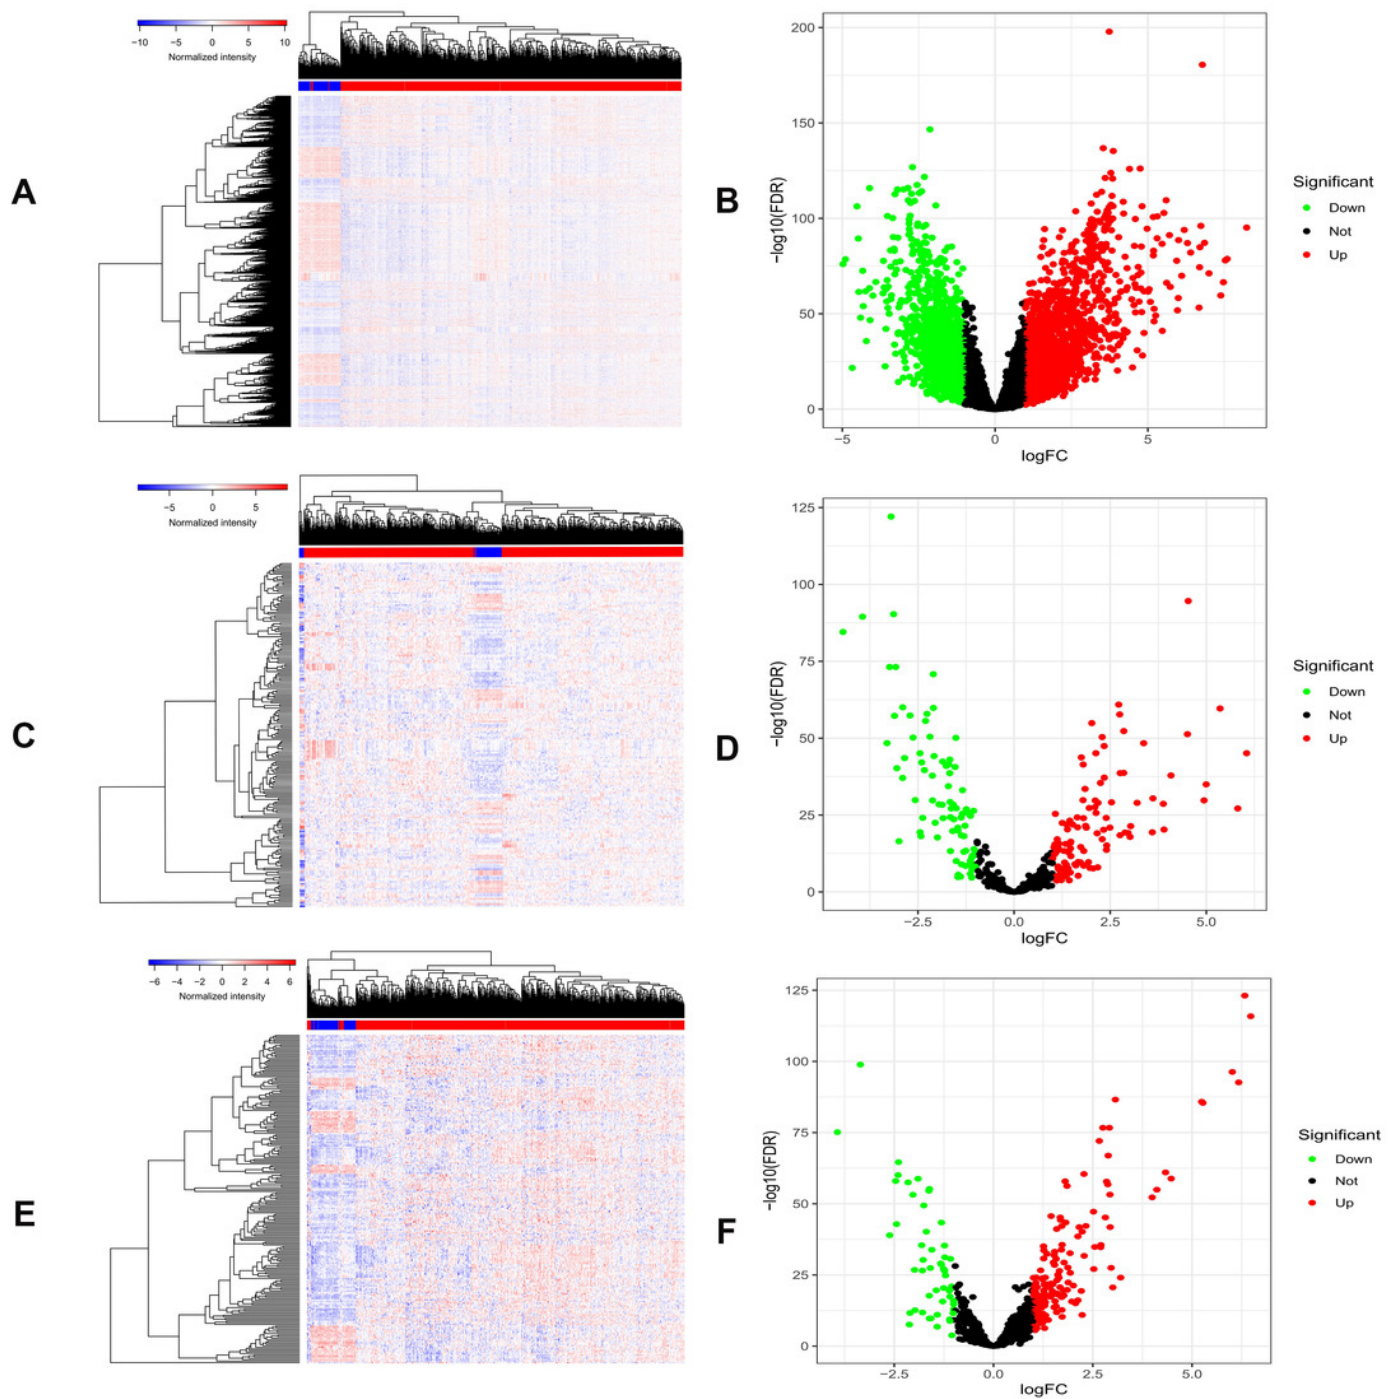 A
−10 −5 0 5 10
Normalized intensity
B
200
150
100
50
0
−log10(FDR)
−5 0 5
logFC
Significant
Down
Not
Up
C
−5 0 5
Normalized intensity
D
125
100
75
50
25
0
−log10(FDR)
−2.5 0.0 2.5 5.0
logFC
Significant
Down
Not
Up
E
−6 −4 −2 0 2 4 6
Normalized intensity
F
125
100
75
50
25
0
−log10(FDR)
−2.5 0.0 2.5 5.0
logFC
Significant
Down
Not
Up